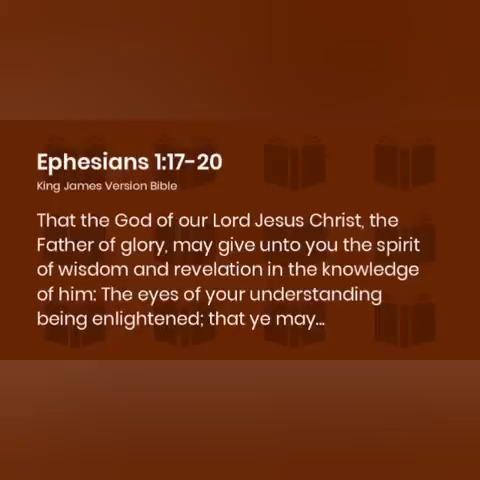 Ephesians 1:17-20
King James Version Bible
That the God of our Lord Jesus Christ, the
Father of glory, may give unto you the spirit
of wisdom and revelation in the knowledge
of him: The eyes of your understanding
being enlightened; that ye may...